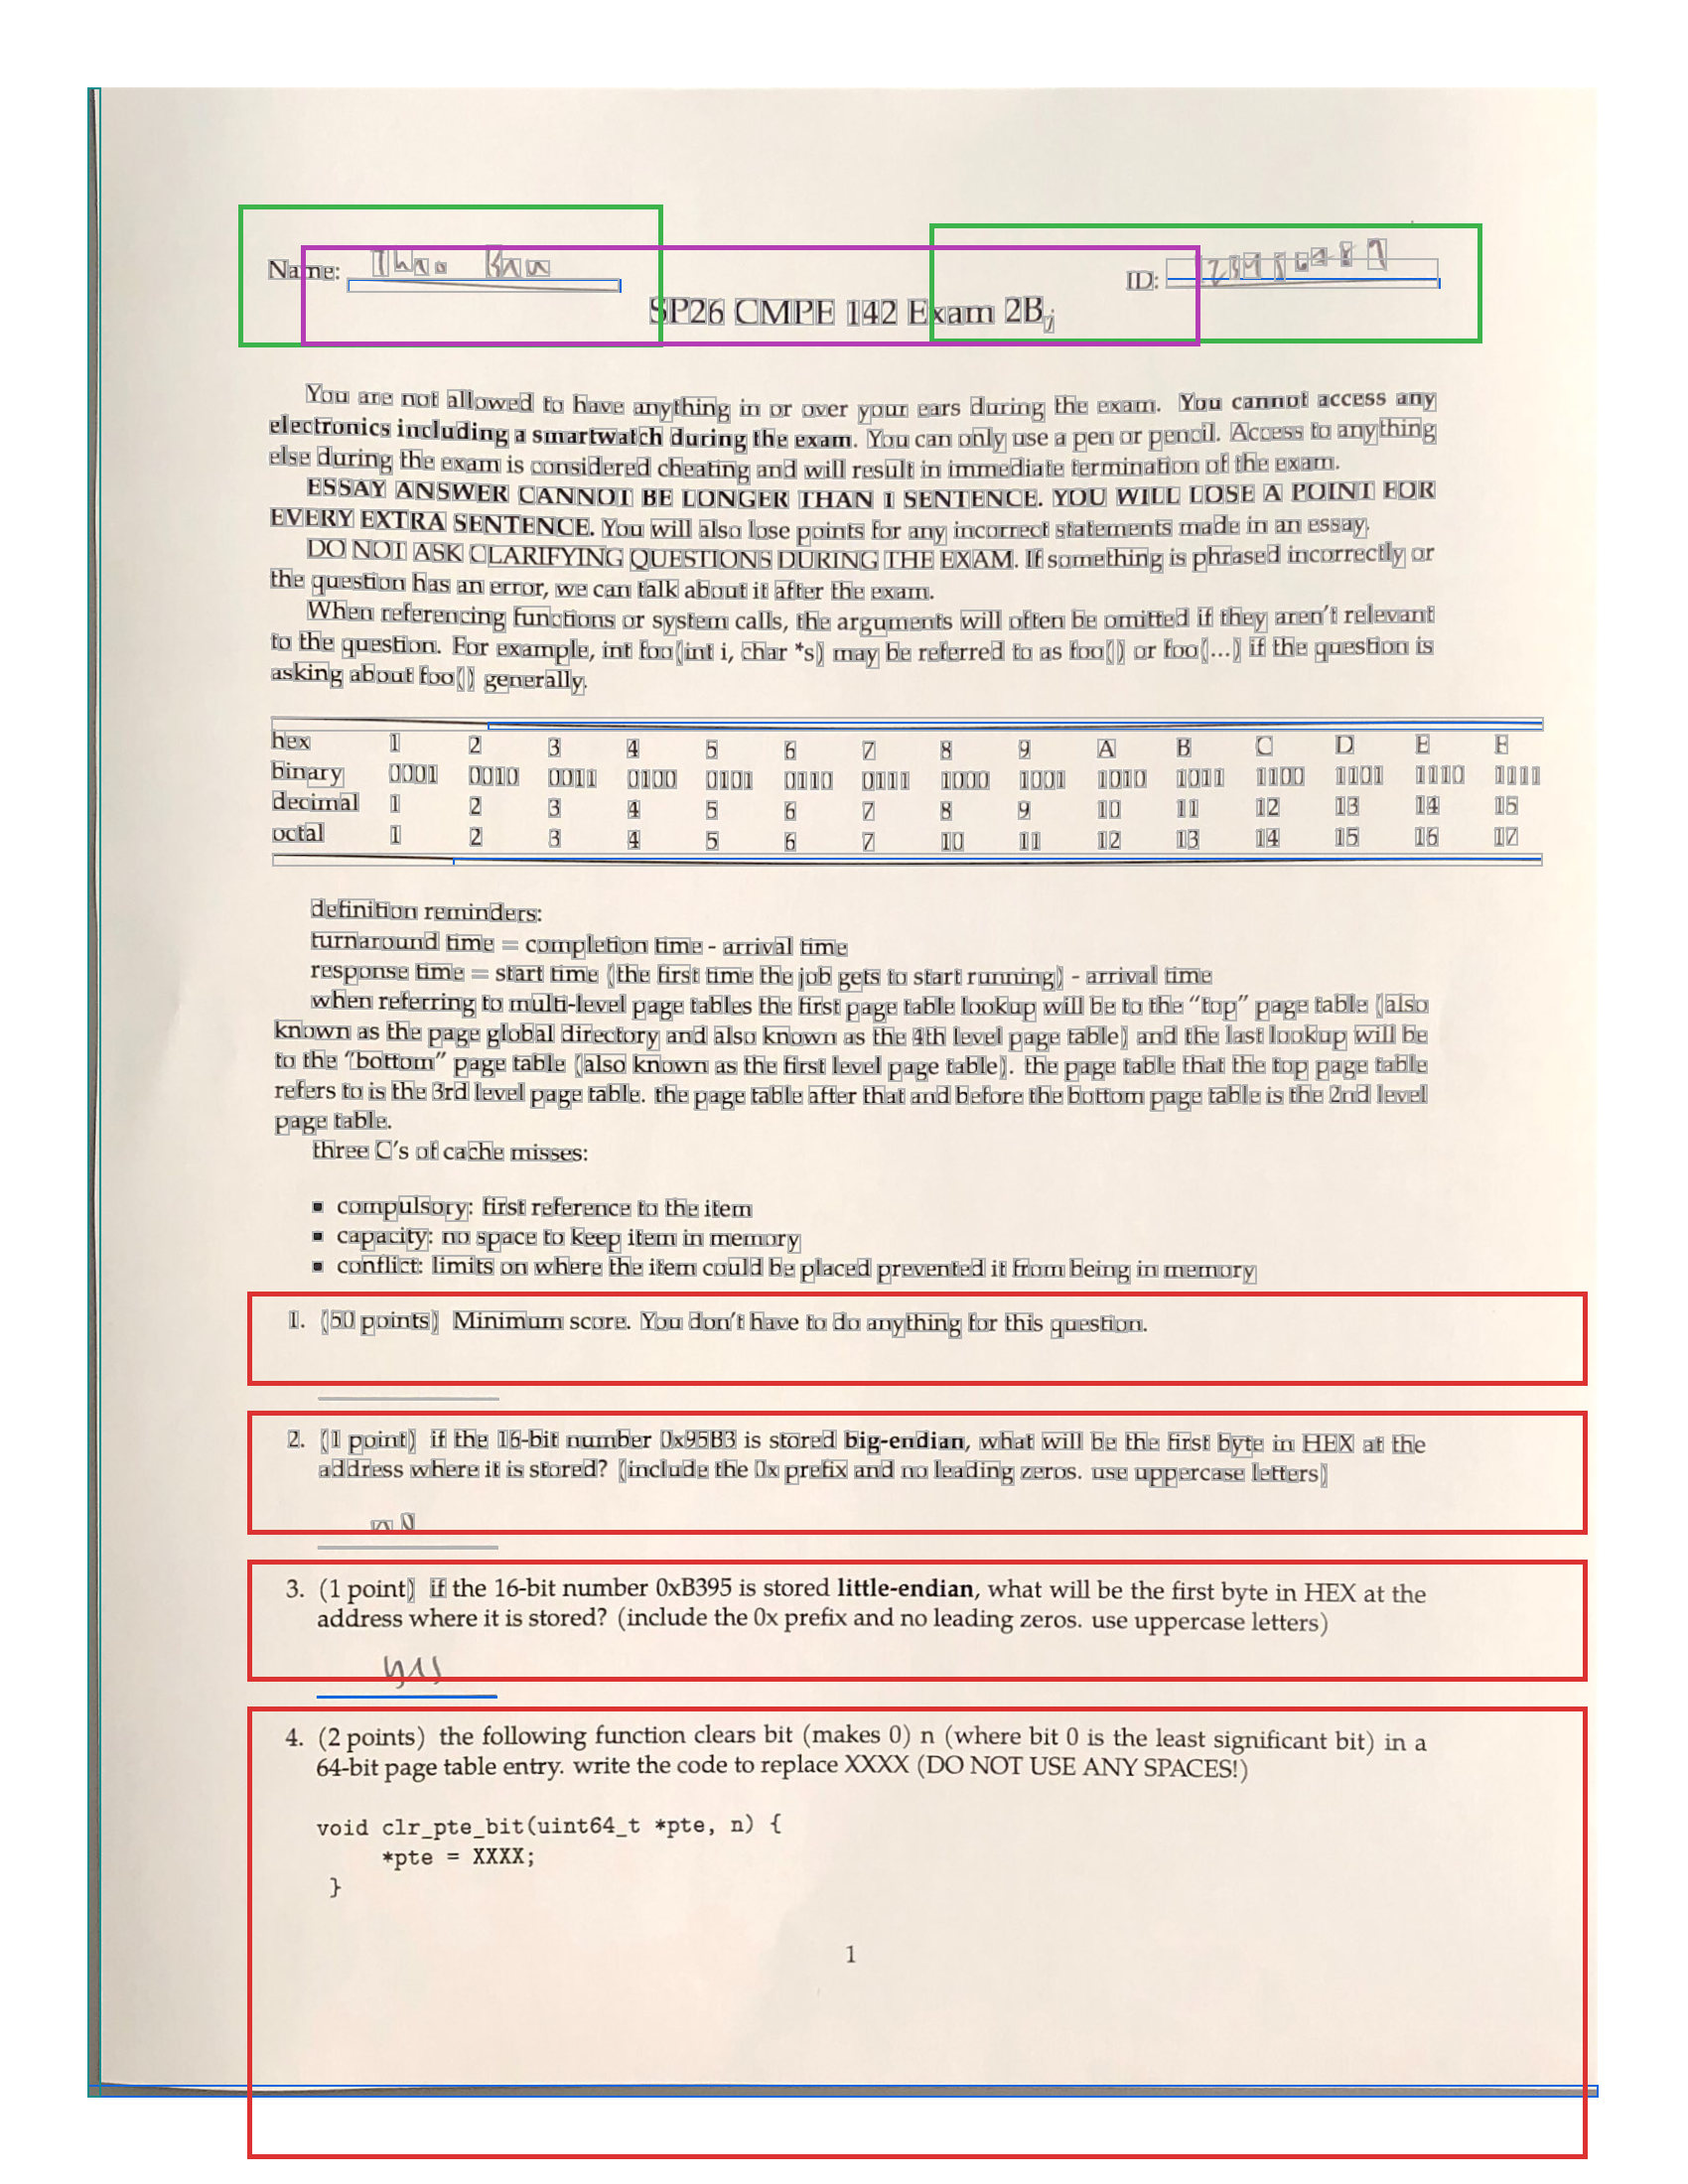 Name:
ID:
SP26 CMPE 142 Exam 2B
You are not allowed to have anything in or over your ears during the exam. You cannot access any
electronics including a smartwatch during the exam. You can only use a pen or pencil. Access to anything
else during the exam is considered cheating and will result in immediate termination of the exam.
ESSAY ANSWER CANNOT BE LONGER THAN 1 SENTENCE. YOU WILL LOSE A POINT FOR
EVERY EXTRA SENTENCE. You will also lose points for any incorrect statements made in an essay.
DO NOT ASK CLARIFYING QUESTIONS DURING THE EXAM. If something is phrased incorrectly or
the question has an error, we can talk about it after the exam.
When referencing functions or system calls, the arguments will often be omitted if they aren't relevant
to the question. For example, int foo(int i, char *s) may be referred to as foo() or foo(...) if the question is
asking about foo() generally.
hex 1 2 3 4 5 6 7 8 9 A B C D E F
binary 0001 0010 0011 0100 0101 0110 0111 1000 1001 1010 1011 1100 1101 1110 1111
decimal 1 2 3 4 5 6 7 8 9 10 11 12 13 14 15
octal 1 2 3 4 5 6 7 10 11 12 13 14 15 16 17
definition reminders:
turnaround time = completion time - arrival time
response time = start time (the first time the job gets to start running) - arrival time
when referring to multi-level page tables the first page table lookup will be to the "top" page table (also
known as the page global directory and also known as the 4th level page table) and the last lookup will be
to the "bottom" page table (also known as the first level page table). the page table that the top page table
refers to is the 3rd level page table. the page table after that and before the bottom page table is the 2nd level
page table.
three C's of cache misses:
▪ compulsory: first reference to the item
▪ capacity: no space to keep item in memory
▪ conflict: limits on where the item could be placed prevented it from being in memory
1. (50 points) Minimum score. You don't have to do anything for this question.
2. (1 point) if the 16-bit number 0x95B3 is stored big-endian, what will be the first byte in HEX at the
address where it is stored? (include the 0x prefix and no leading zeros. use uppercase letters)
3. (1 point) if the 16-bit number 0xB395 is stored little-endian, what will be the first byte in HEX at the
address where it is stored? (include the 0x prefix and no leading zeros. use uppercase letters)
yes
4. (2 points) the following function clears bit (makes 0) n (where bit 0 is the least significant bit) in a
64-bit page table entry. write the code to replace XXXX (DO NOT USE ANY SPACES!)
void clr_pte_bit(uint64_t *pte, n) {
*pte = XXXX;
}
1